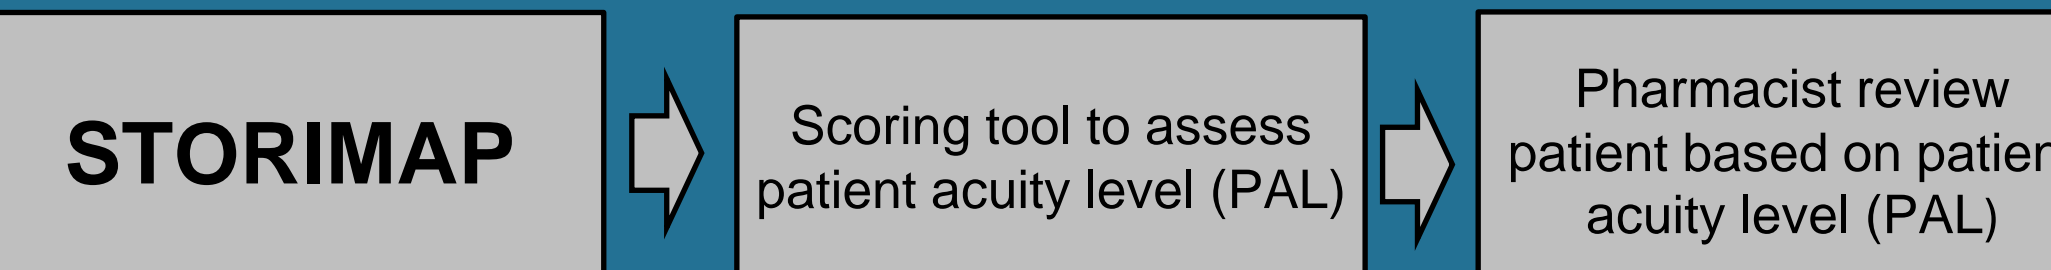 STORIMAP
Scoring tool to assess
patient acuity level (PAL)
Pharmacist review
patient based on
acuity level (PAL)